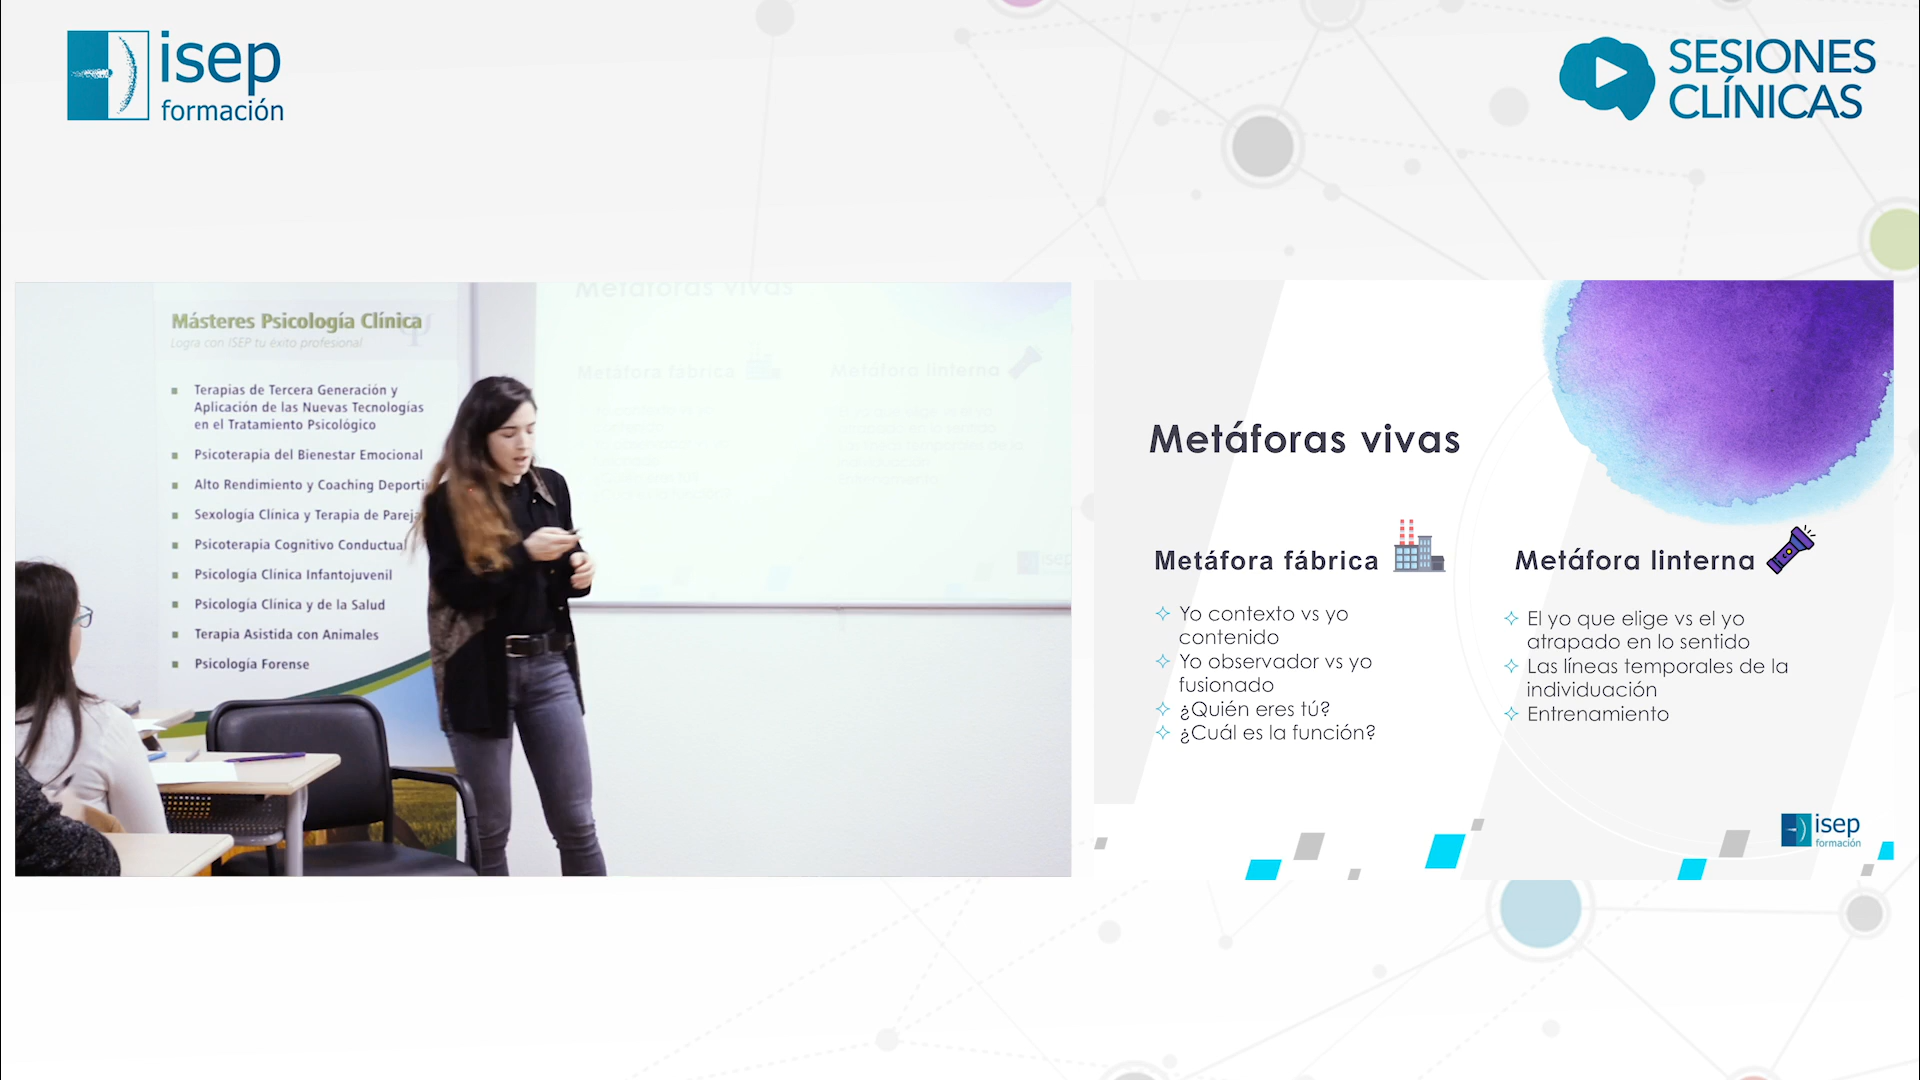 isep
formación
SESIONES
CLÍNICAS
Másteres Psicología Clínica
Logra con ISEP tu éxito profesional
Terapias de Tercera Generación y
Aplicación de las Nuevas Tecnologías
en el Tratamiento Psicológico
Psicoterapia del Bienestar Emocional
Alto Rendimiento y Coaching Deporti
Sexología Clínica y Terapia de Pareja
Psicoterapia Cognitivo Conductual
Psicología Clínica Infantojuvenil
Psicología Clínica y de la Salud
Terapia Asistida con Animales
Psicología Forense
Metáforas vivas
Metáfora fábrica
Metáfora linterna
Metáforas vivas
Metáfora fábrica
✧ Yo contexto vs yo
contenido
✧ Yo observador vs yo
fusionado
✧ ¿Quién eres tú?
✧ ¿Cuál es la función?
Metáfora linterna
✧ El yo que elige vs el yo
atrapado en lo sentido
✧ Las líneas temporales de la
individuación
✧ Entrenamiento
isep
formación